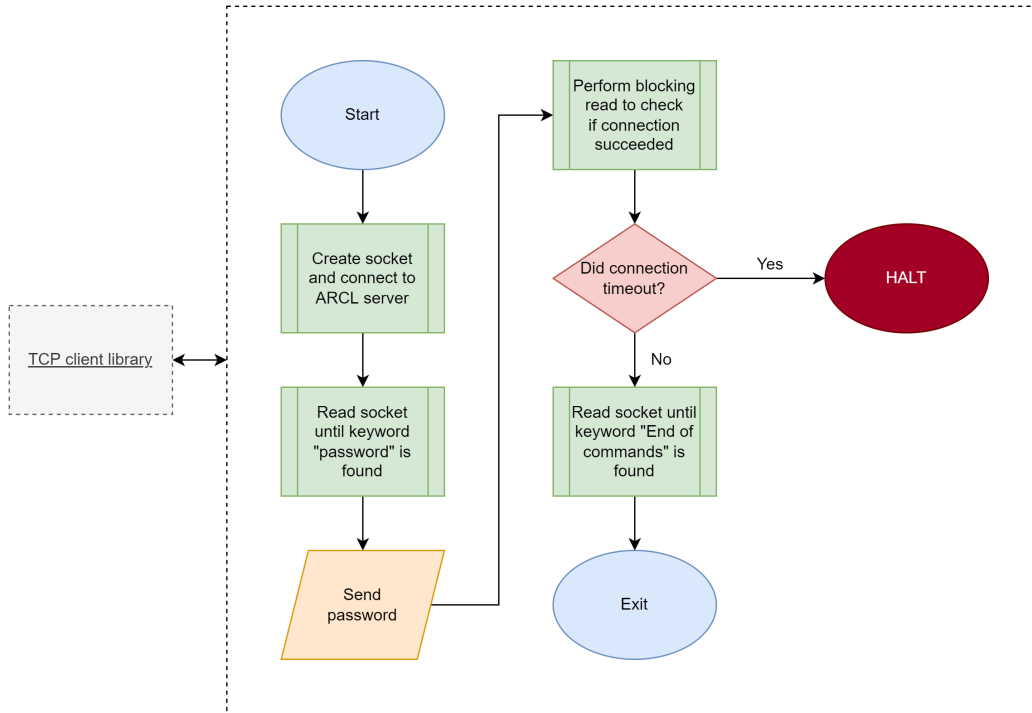 Start
Create socket
and connect to
ARCL server
Read socket
until keyword
"password" is
found
Send
password
Perform blocking
read to check
if connection
succeeded
Did connection
timeout?
Yes
HALT
No
Read socket until
keyword "End of
commands" is
found
Exit
TCP client library